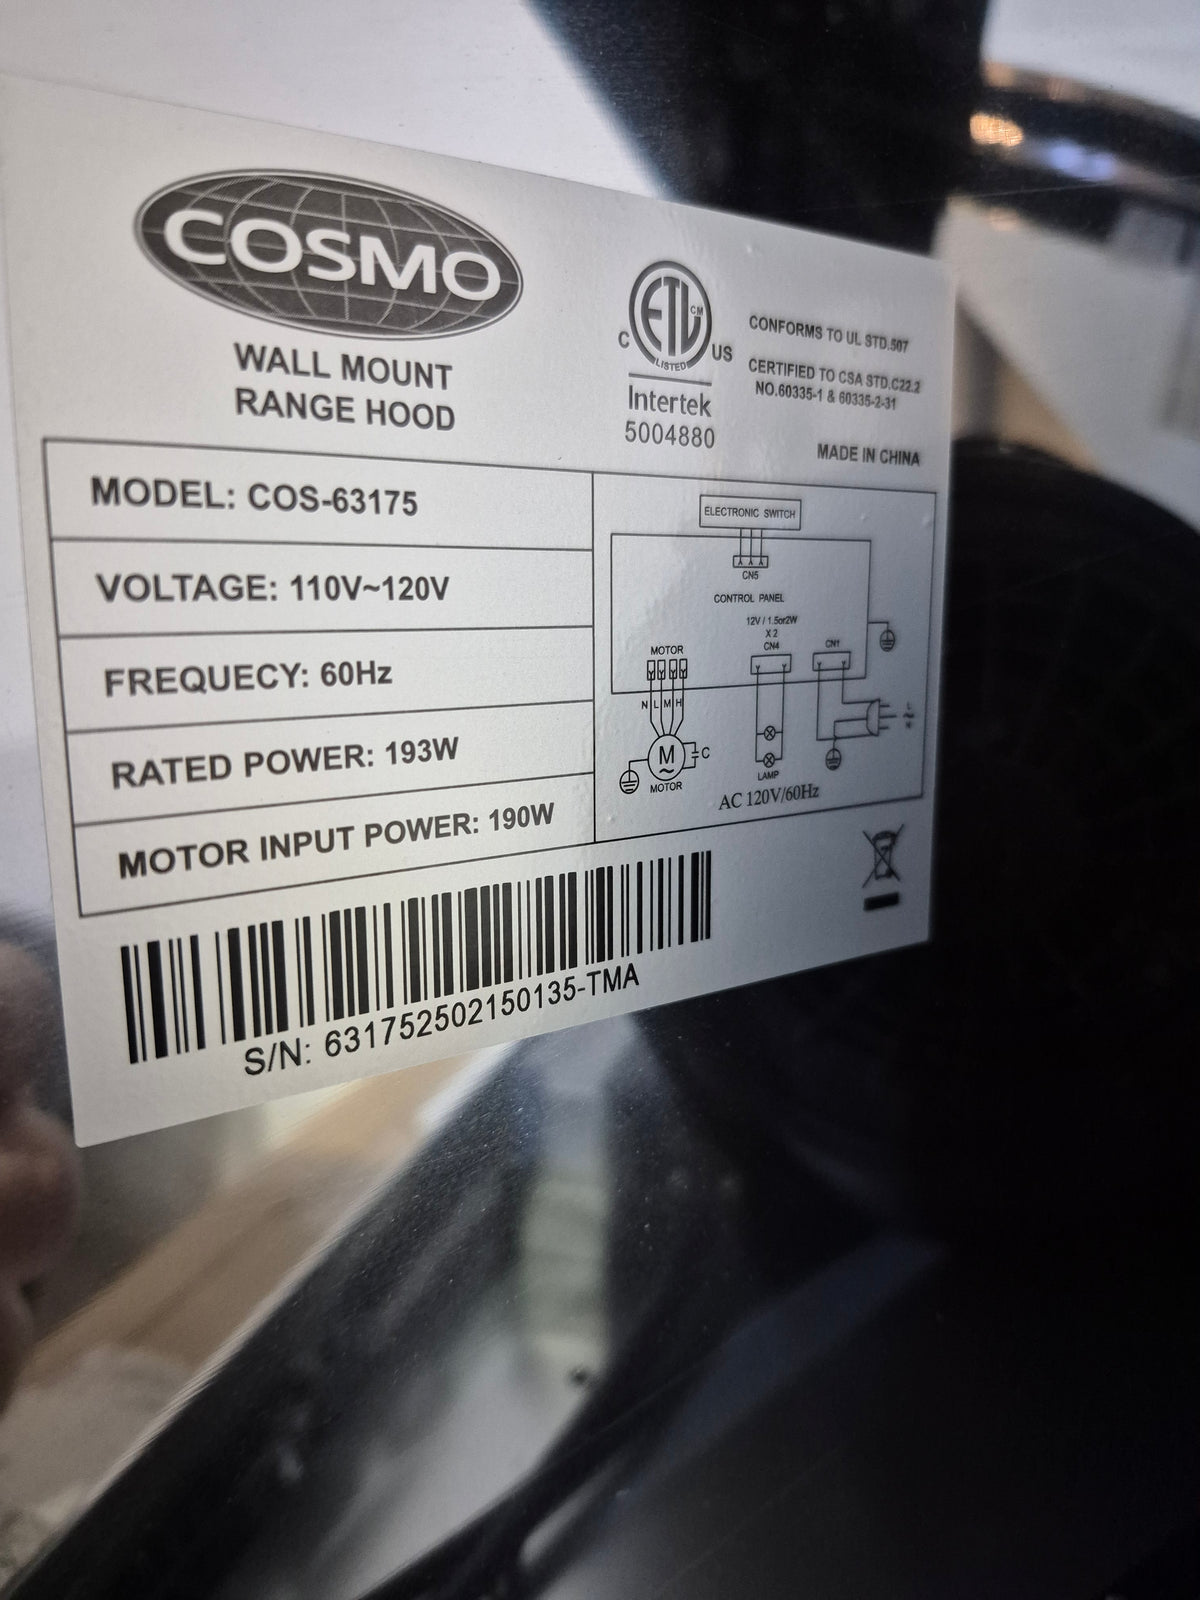 COSMO
WALL MOUNT
RANGE HOOD
C
ETL
CM
LISTED
US
Intertek
5004880
CONFORMS TO UL STD.507
CERTIFIED TO CSA STD.C22.2
NO.60335-1 & 60335-2-31
MADE IN CHINA
MODEL: COS-63175
VOLTAGE: 110V~120V
FREQUECY: 60Hz
RATED POWER: 193W
MOTOR INPUT POWER: 190W
ELECTRONIC SWITCH
CN5
CONTROL PANEL
12V / 1.5or2W
X 2
CN4
CN1
MOTOR
N L M H
M
~
C
MOTOR
LAMP
AC 120V/60Hz
S/N: 631752502150135-TMA